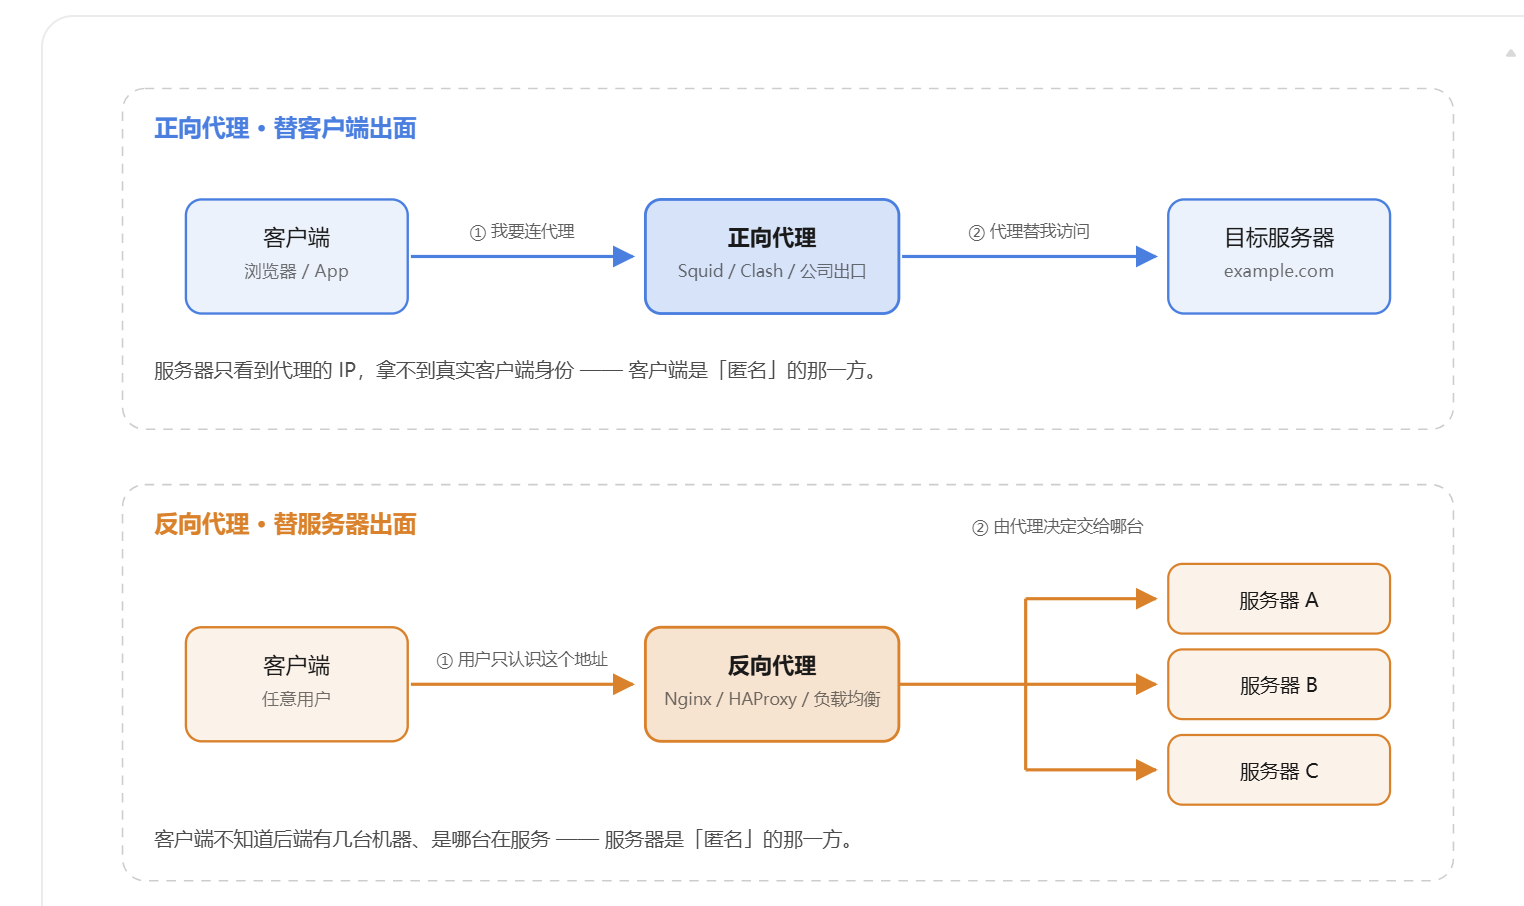 正向代理・替客户端出面
客户端
浏览器 / App
① 我要连代理
正向代理
Squid / Clash / 公司出口
② 代理替我访问
目标服务器
example.com
服务器只看到代理的 IP，拿不到真实客户端身份 —— 客户端是「匿名」的那一方。
反向代理・替服务器出面
② 由代理决定交给哪台
客户端
任意用户
① 用户只认识这个地址
反向代理
Nginx / HAProxy / 负载均衡
服务器 A
服务器 B
服务器 C
客户端不知道后端有几台机器、是哪台在服务 —— 服务器是「匿名」的那一方。